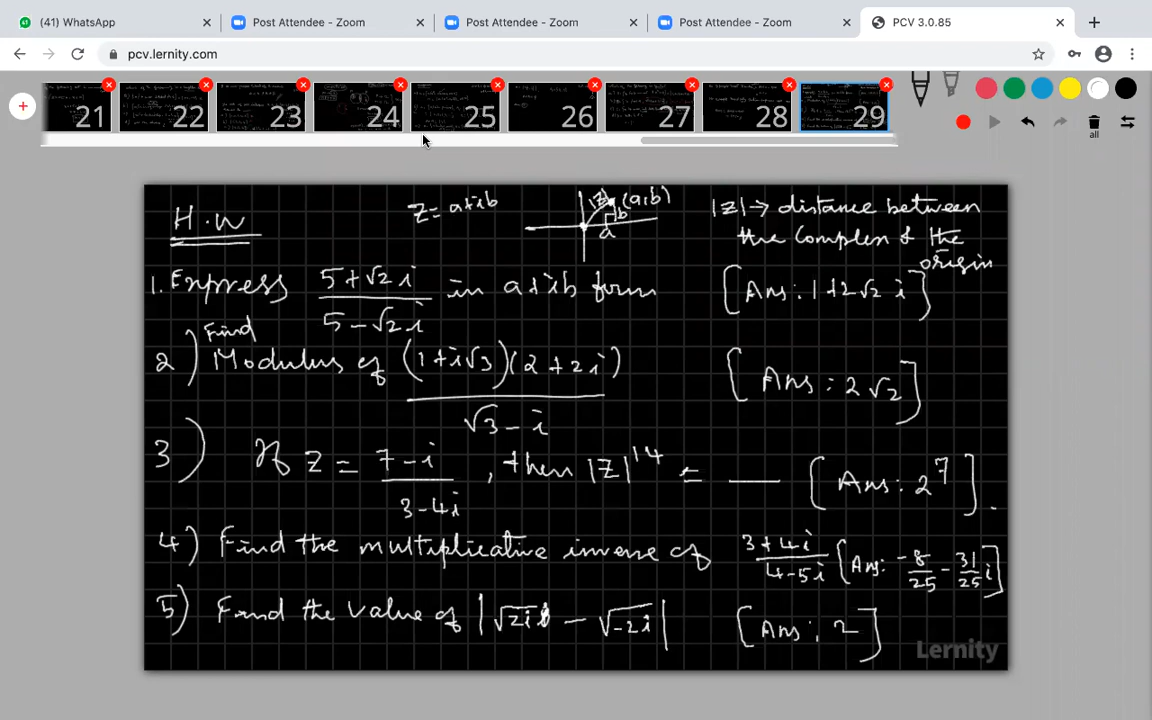 (41) WhatsApp
Post Attendee - Zoom
Post Attendee - Zoom
Post Attendee - Zoom
PCV 3.0.85
pcv.lernity.com
21 22 23 24 25 26 27 28 29
all
H.W
z = a+ib
|z| (a,b)
b
a
|z| → distance between
the complex & the
origin
1. Express (5+√2 i)/(5-√2 i) in a+ib form [Ans: 1+2√2 i]
2) Find Modulus of (1+i√3)(2+2i)/(√3-i) [Ans: 2√2]
3) If z = (7-i)/(3-4i), then |z|^14 = ___ [Ans: 2^7].
4) Find the multiplicative inverse of (3+4i)/(4-5i) [Ans: -8/25 - 31/25 i]
5) Find the value of |√2i - √-2i| [Ans: 2]
Lernity